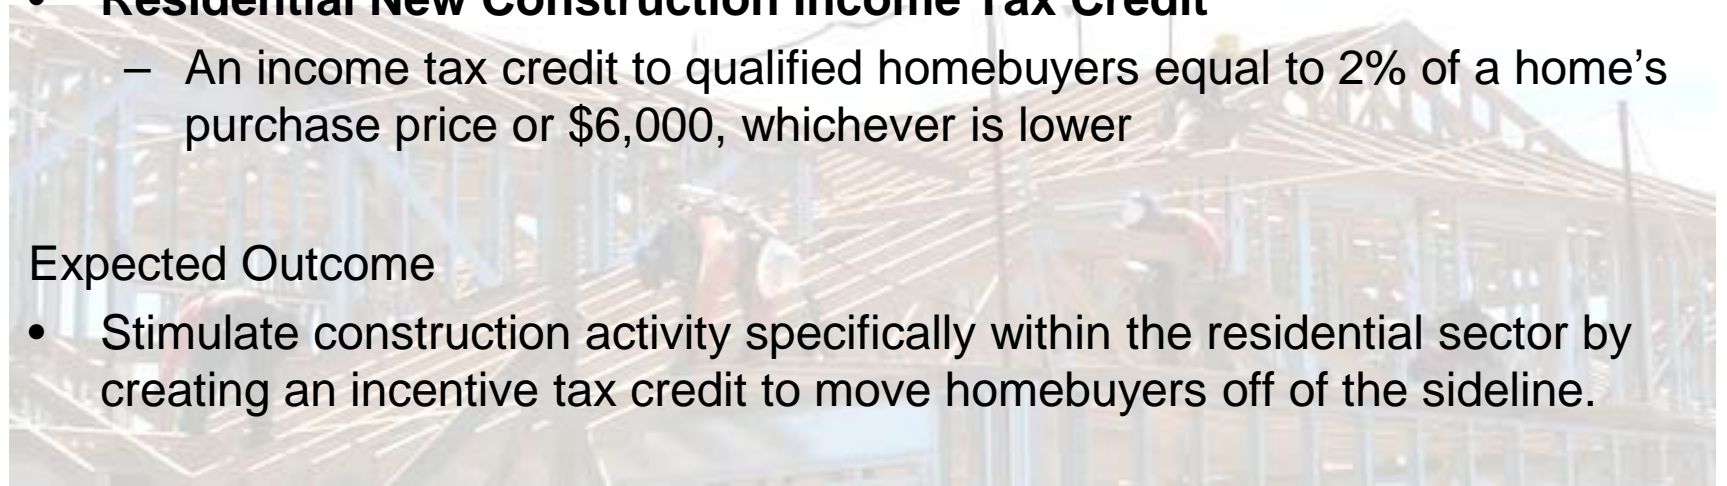 • Residential New Construction Income Tax Credit
– An income tax credit to qualified homebuyers equal to 2% of a home’s
purchase price or $6,000, whichever is lower
Expected Outcome
• Stimulate construction activity specifically within the residential sector by
creating an incentive tax credit to move homebuyers off of the sideline.